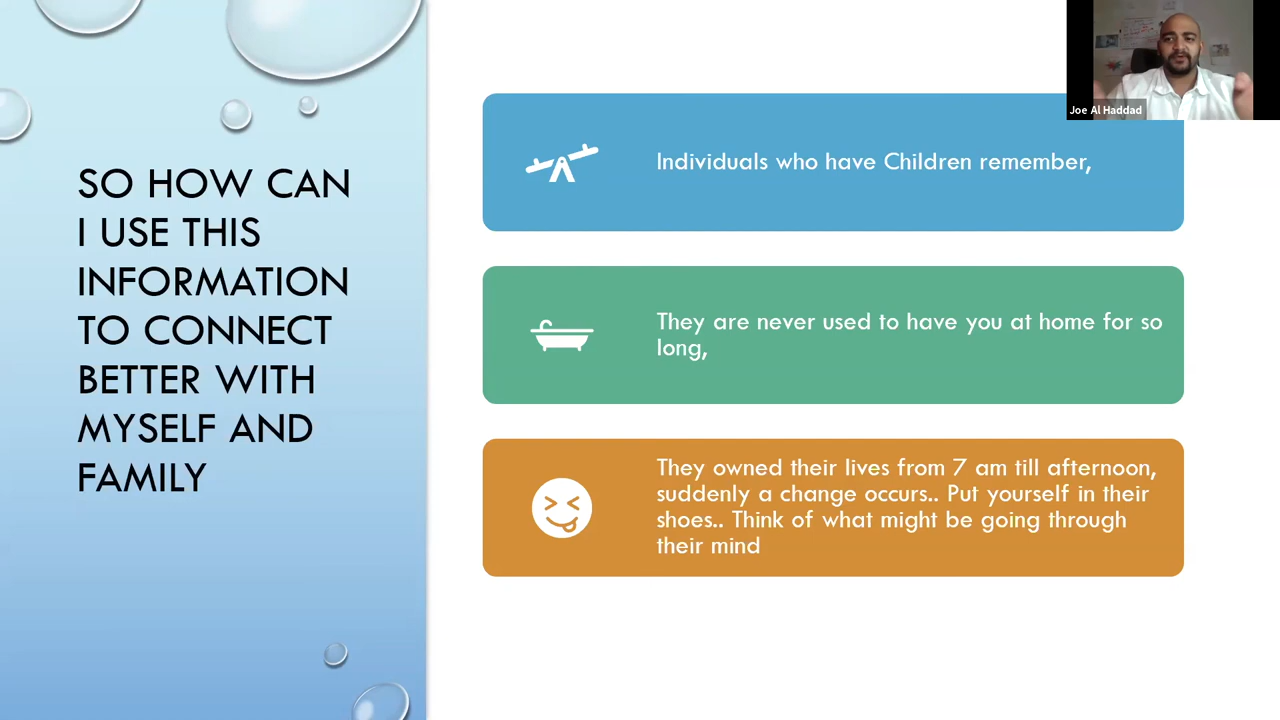 SO HOW CAN
I USE THIS
INFORMATION
TO CONNECT
BETTER WITH
MYSELF AND
FAMILY
Individuals who have Children remember,
They are never used to have you at home for so
long,
They owned their lives from 7 am till afternoon,
suddenly a change occurs.. Put yourself in their
shoes.. Think of what might be going through
their mind
Joe Al Haddad